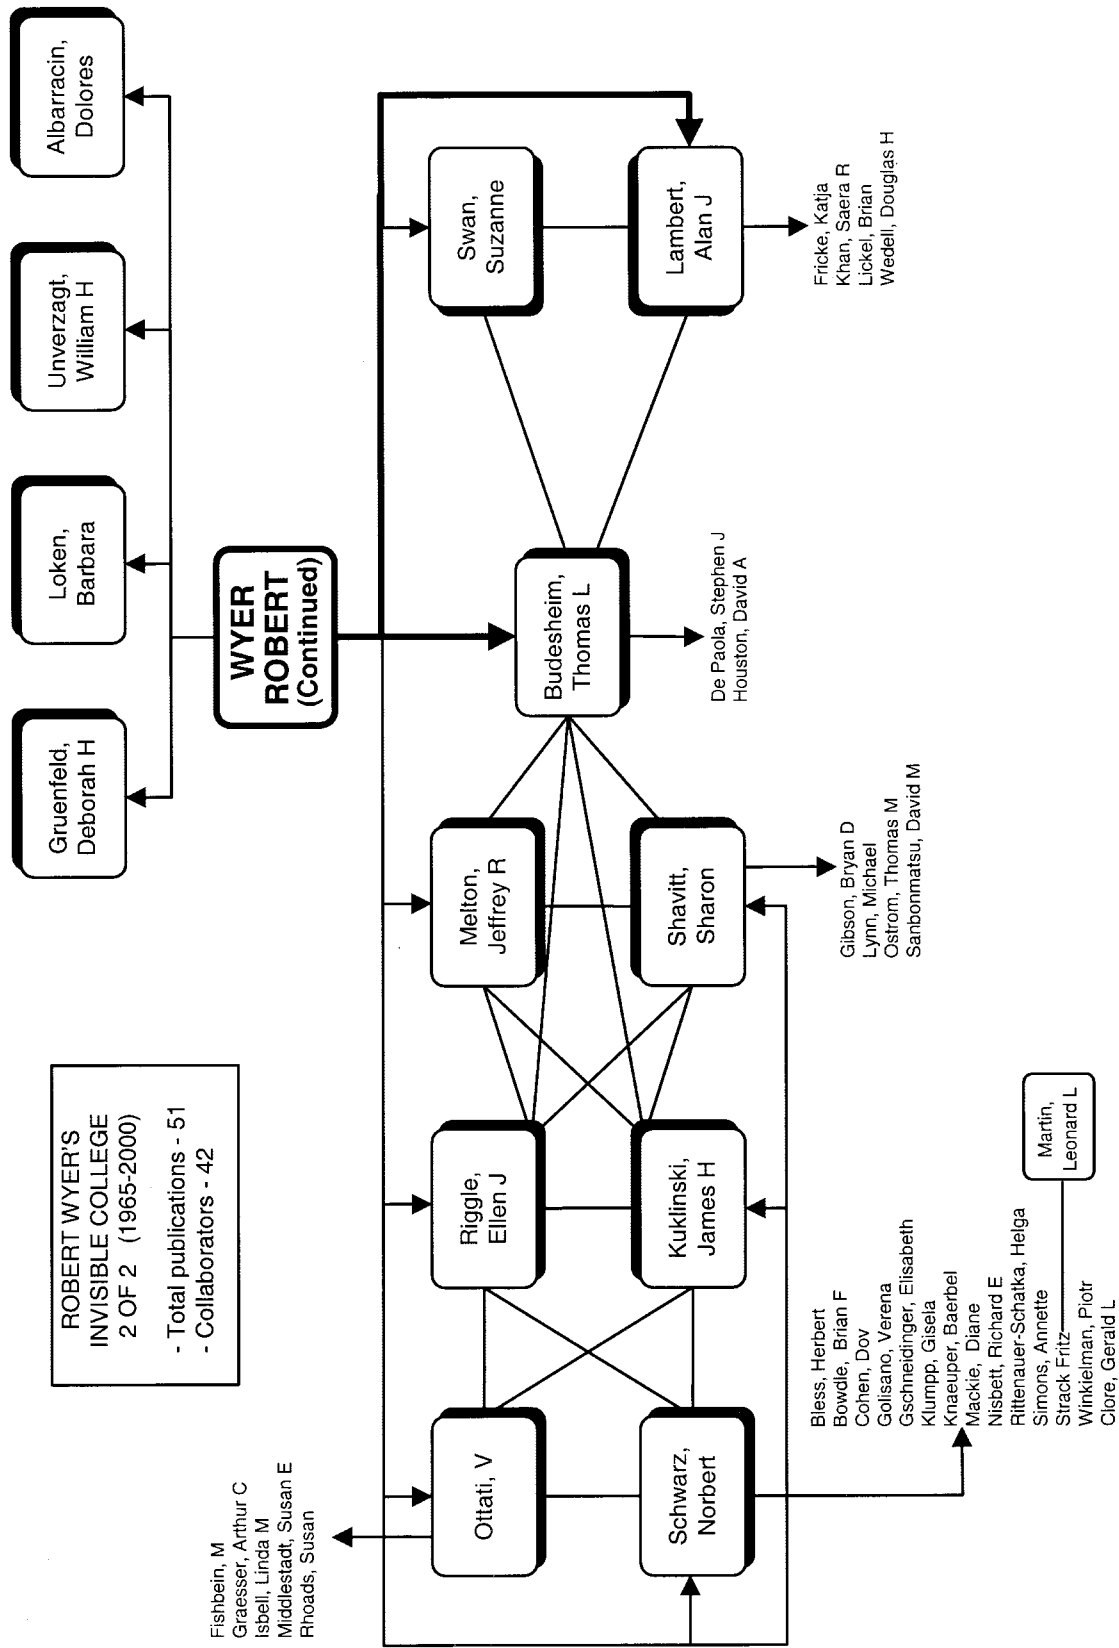 ROBERT WYER'S
INVISIBLE COLLEGE
2 OF 2 (1965-2000)
- Total publications - 51
- Collaborators - 42
Gruenfeld,
Deborah H
Loken,
Barbara
Unverzagt,
William H
Albarracin,
Dolores
WYER
ROBERT
(Continued)
Fishbein, M
Graesser, Arthur C
Isbell, Linda M
Middlestadt, Susan E
Rhoads, Susan
Ottati, V
Riggle,
Ellen J
Melton,
Jeffrey R
Budesheim,
Thomas L
Swan,
Suzanne
Schwarz,
Norbert
Kuklinski,
James H
Shavitt,
Sharon
Lambert,
Alan J
De Paola, Stephen J
Houston, David A
Fricke, Katja
Khan, Saera R
Lickel, Brian
Wedell, Douglas H
Gibson, Bryan D
Lynn, Michael
Ostrom, Thomas M
Sanbonmatsu, David M
Bless, Herbert
Bowdle, Brian F
Cohen, Dov
Golisano, Verena
Gschneidinger, Elisabeth
Klumpp, Gisela
Knaeuper, Baerbel
Mackie, Diane
Nisbett, Richard E
Rittenauer-Schatka, Helga
Simons, Annette
Strack Fritz
Winkielman, Piotr
Clore, Gerald L
Martin,
Leonard L